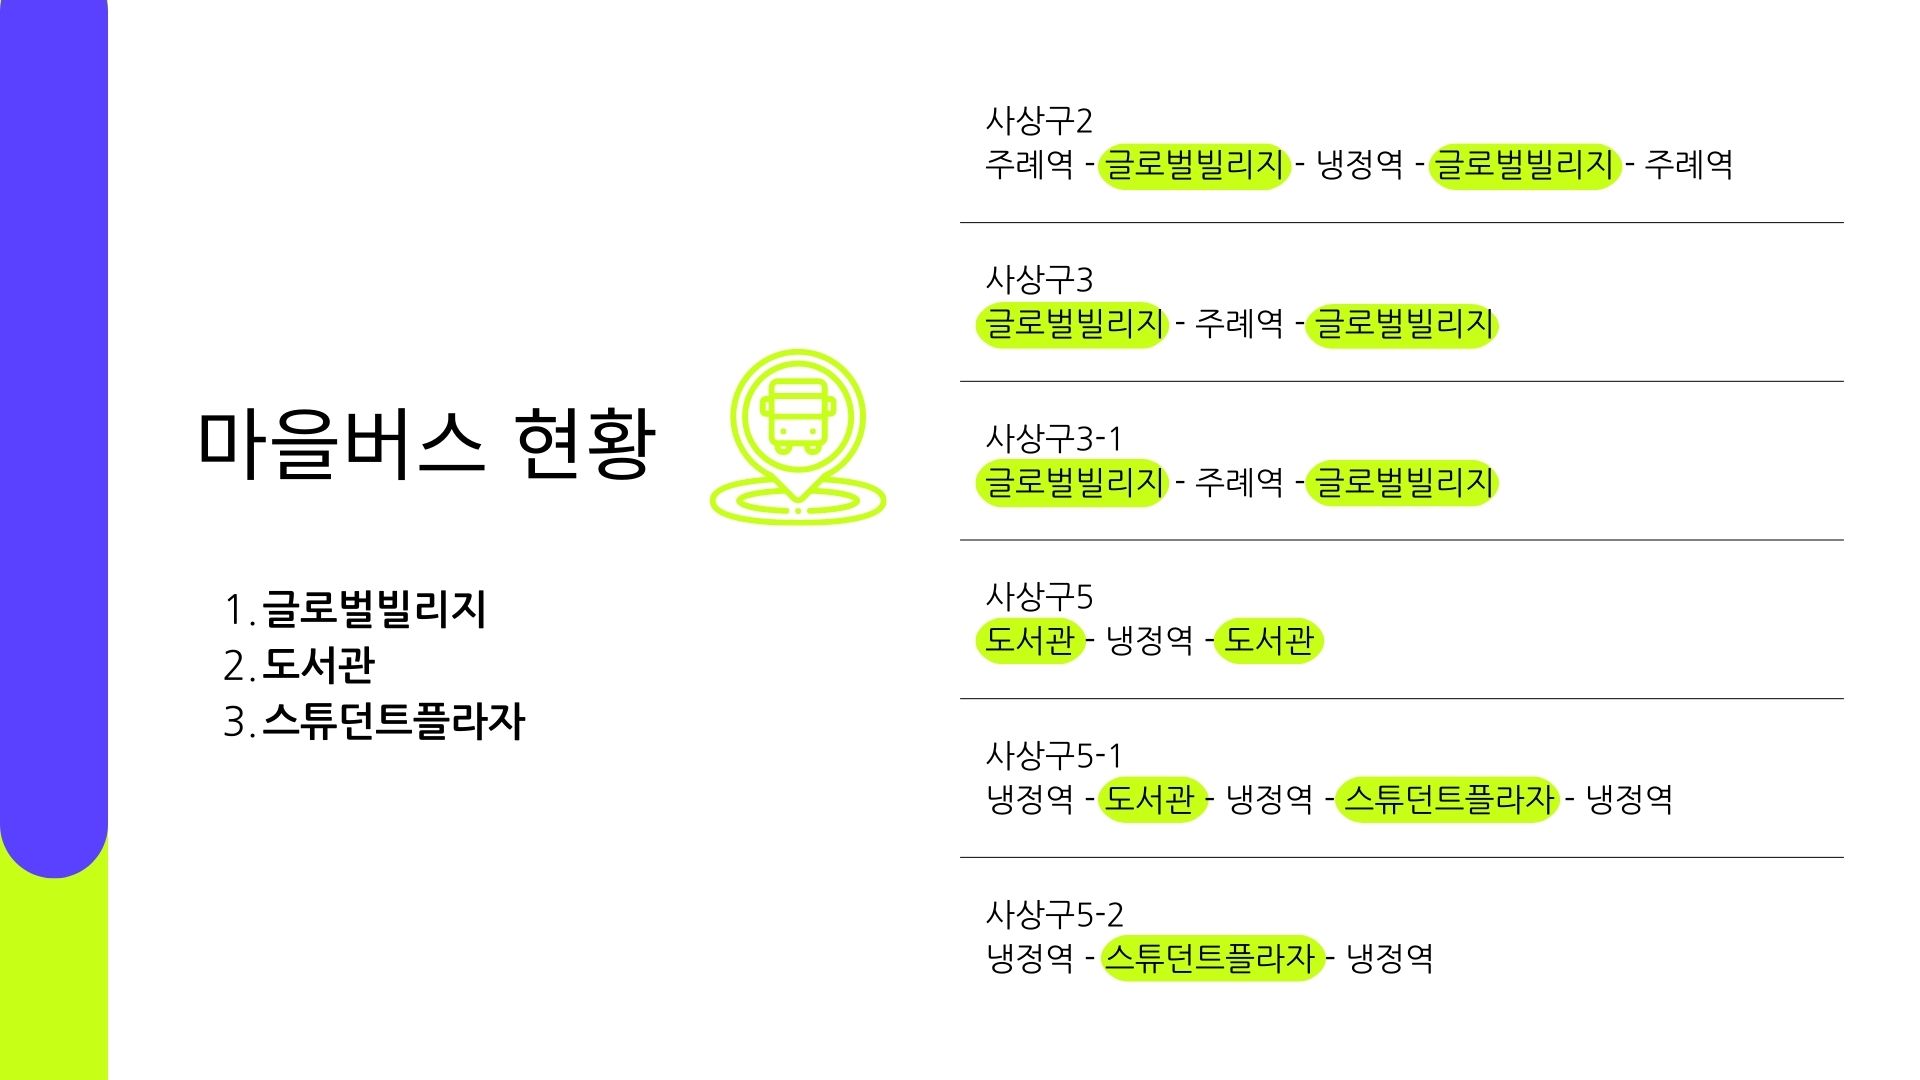 마을버스 현황
1. 글로벌빌리지
2. 도서관
3. 스튜던트플라자
사상구2
주례역 - 글로벌빌리지 - 냉정역 - 글로벌빌리지 - 주례역
사상구3
글로벌빌리지 - 주례역 - 글로벌빌리지
사상구3-1
글로벌빌리지 - 주례역 - 글로벌빌리지
사상구5
도서관 - 냉정역 - 도서관
사상구5-1
냉정역 - 도서관 - 냉정역 - 스튜던트플라자 - 냉정역
사상구5-2
냉정역 - 스튜던트플라자 - 냉정역